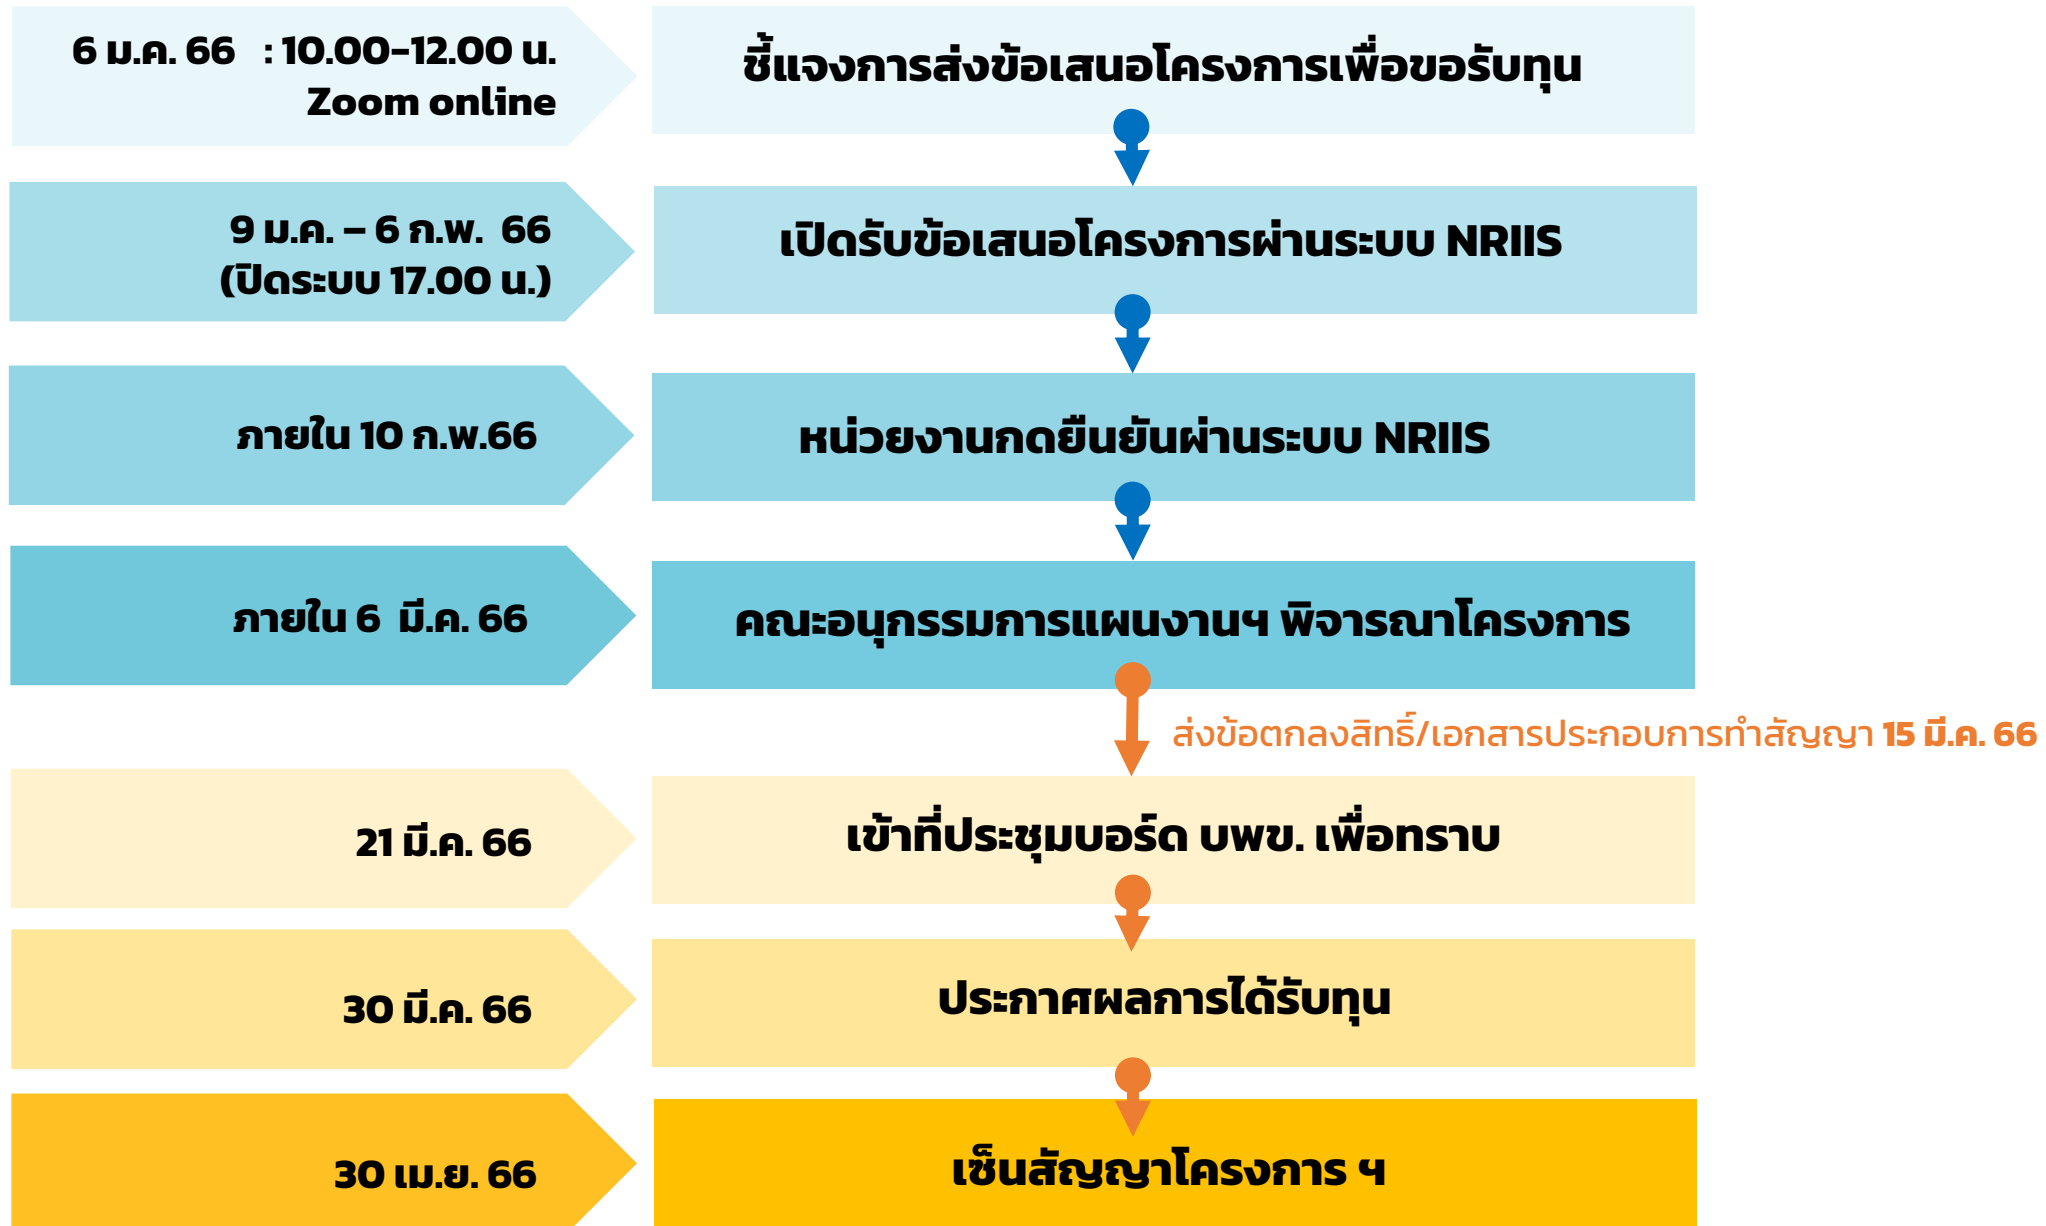 6 ม.ค. 66 : 10.00-12.00 น.
Zoom online
ชี้แจงการส่งข้อเสนอโครงการเพื่อขอรับทุน
9 ม.ค. – 6 ก.พ. 66
(ปิดระบบ 17.00 น.)
เปิดรับข้อเสนอโครงการผ่านระบบ NRIIS
ภายใน 10 ก.พ.66
หน่วยงานกดยืนยันผ่านระบบ NRIIS
ภายใน 6 มี.ค. 66
คณะอนุกรรมการแผนงานฯ พิจารณาโครงการ
ส่งข้อตกลงสิทธิ์/เอกสารประกอบการทำสัญญา 15 มี.ค. 66
21 มี.ค. 66
เข้าที่ประชุมบอร์ด บพข. เพื่อทราบ
30 มี.ค. 66
ประกาศผลการได้รับทุน
30 เม.ย. 66
เซ็นสัญญาโครงการ ฯ